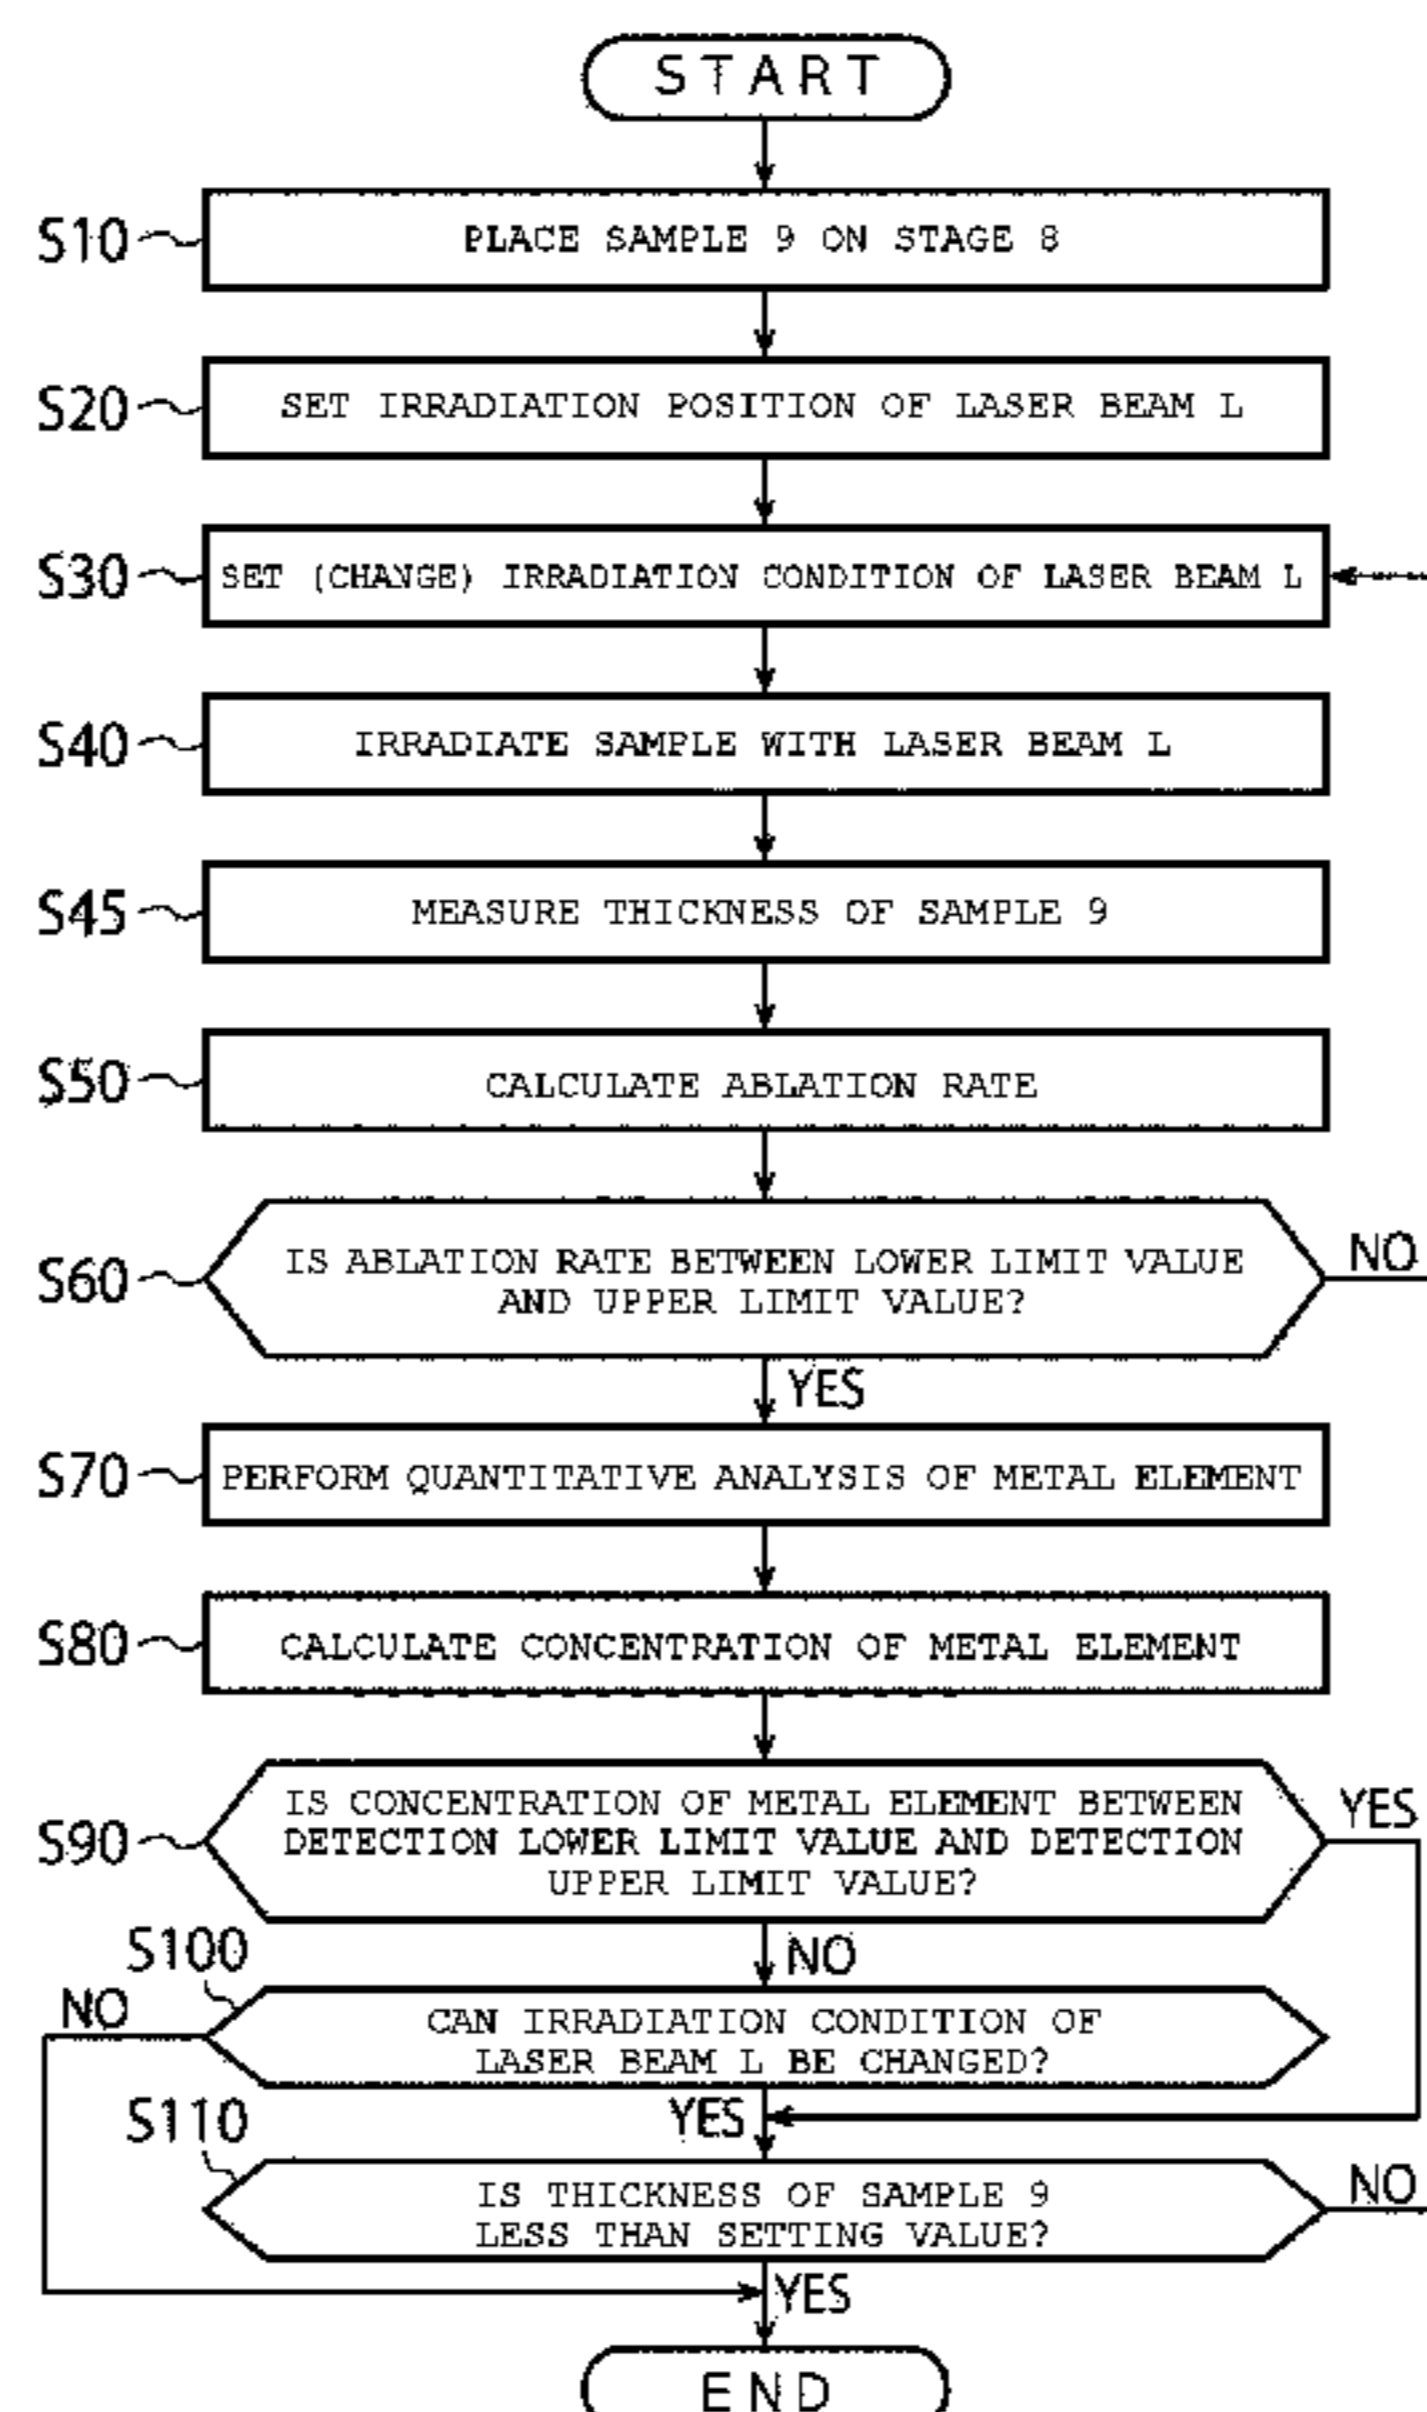 START
S10
PLACE SAMPLE 9 ON STAGE 8
S20
SET IRRADIATION POSITION OF LASER BEAM L
S30
SET (CHANGE) IRRADIATION CONDITION OF LASER BEAM L
S40
IRRADIATE SAMPLE WITH LASER BEAM L
S45
MEASURE THICKNESS OF SAMPLE 9
S50
CALCULATE ABLATION RATE
S60
IS ABLATION RATE BETWEEN LOWER LIMIT VALUE
AND UPPER LIMIT VALUE?
NO
YES
S70
PERFORM QUANTITATIVE ANALYSIS OF METAL ELEMENT
S80
CALCULATE CONCENTRATION OF METAL ELEMENT
S90
IS CONCENTRATION OF METAL ELEMENT BETWEEN
DETECTION LOWER LIMIT VALUE AND DETECTION
UPPER LIMIT VALUE?
YES
NO
S100
NO
CAN IRRADIATION CONDITION OF
LASER BEAM L BE CHANGED?
YES
S110
IS THICKNESS OF SAMPLE 9
LESS THAN SETTING VALUE?
NO
YES
END